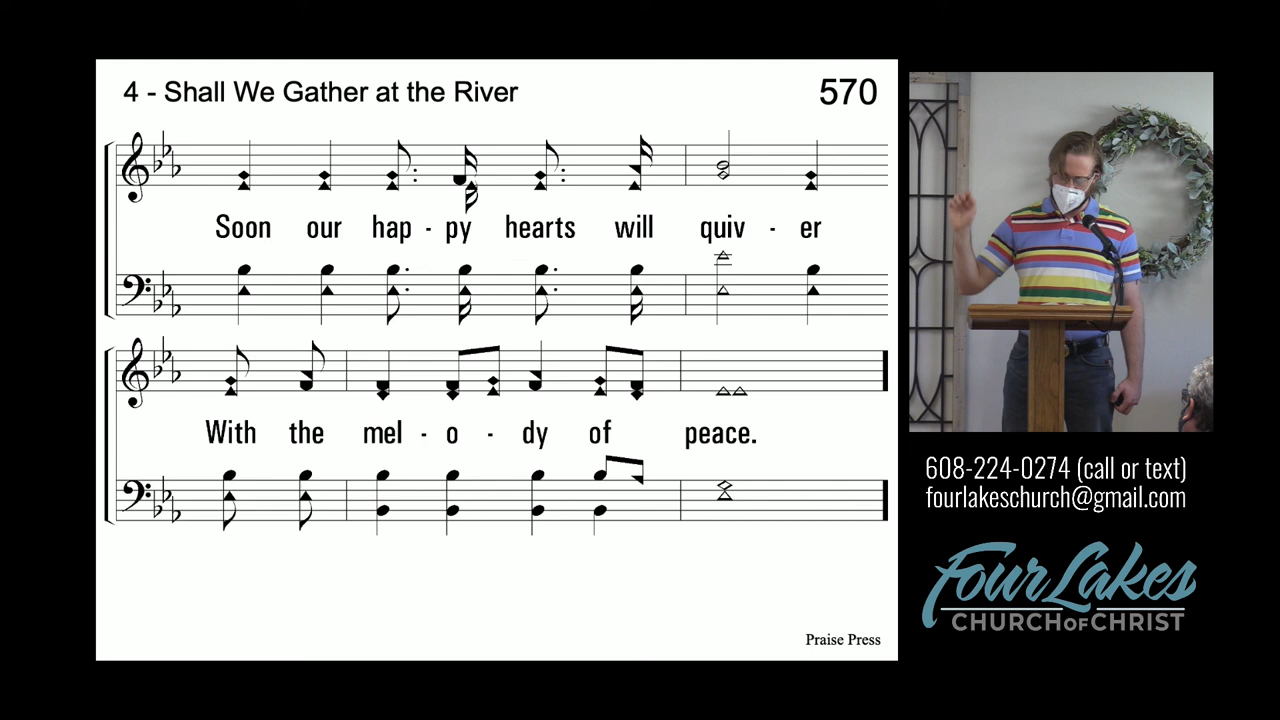 4 - Shall We Gather at the River
570
Soon our hap - py hearts will quiv - er
With the mel - o - dy of peace.
Praise Press
608-224-0274 (call or text)
fourlakeschurch@gmail.com
Four Lakes
CHURCH OF CHRIST